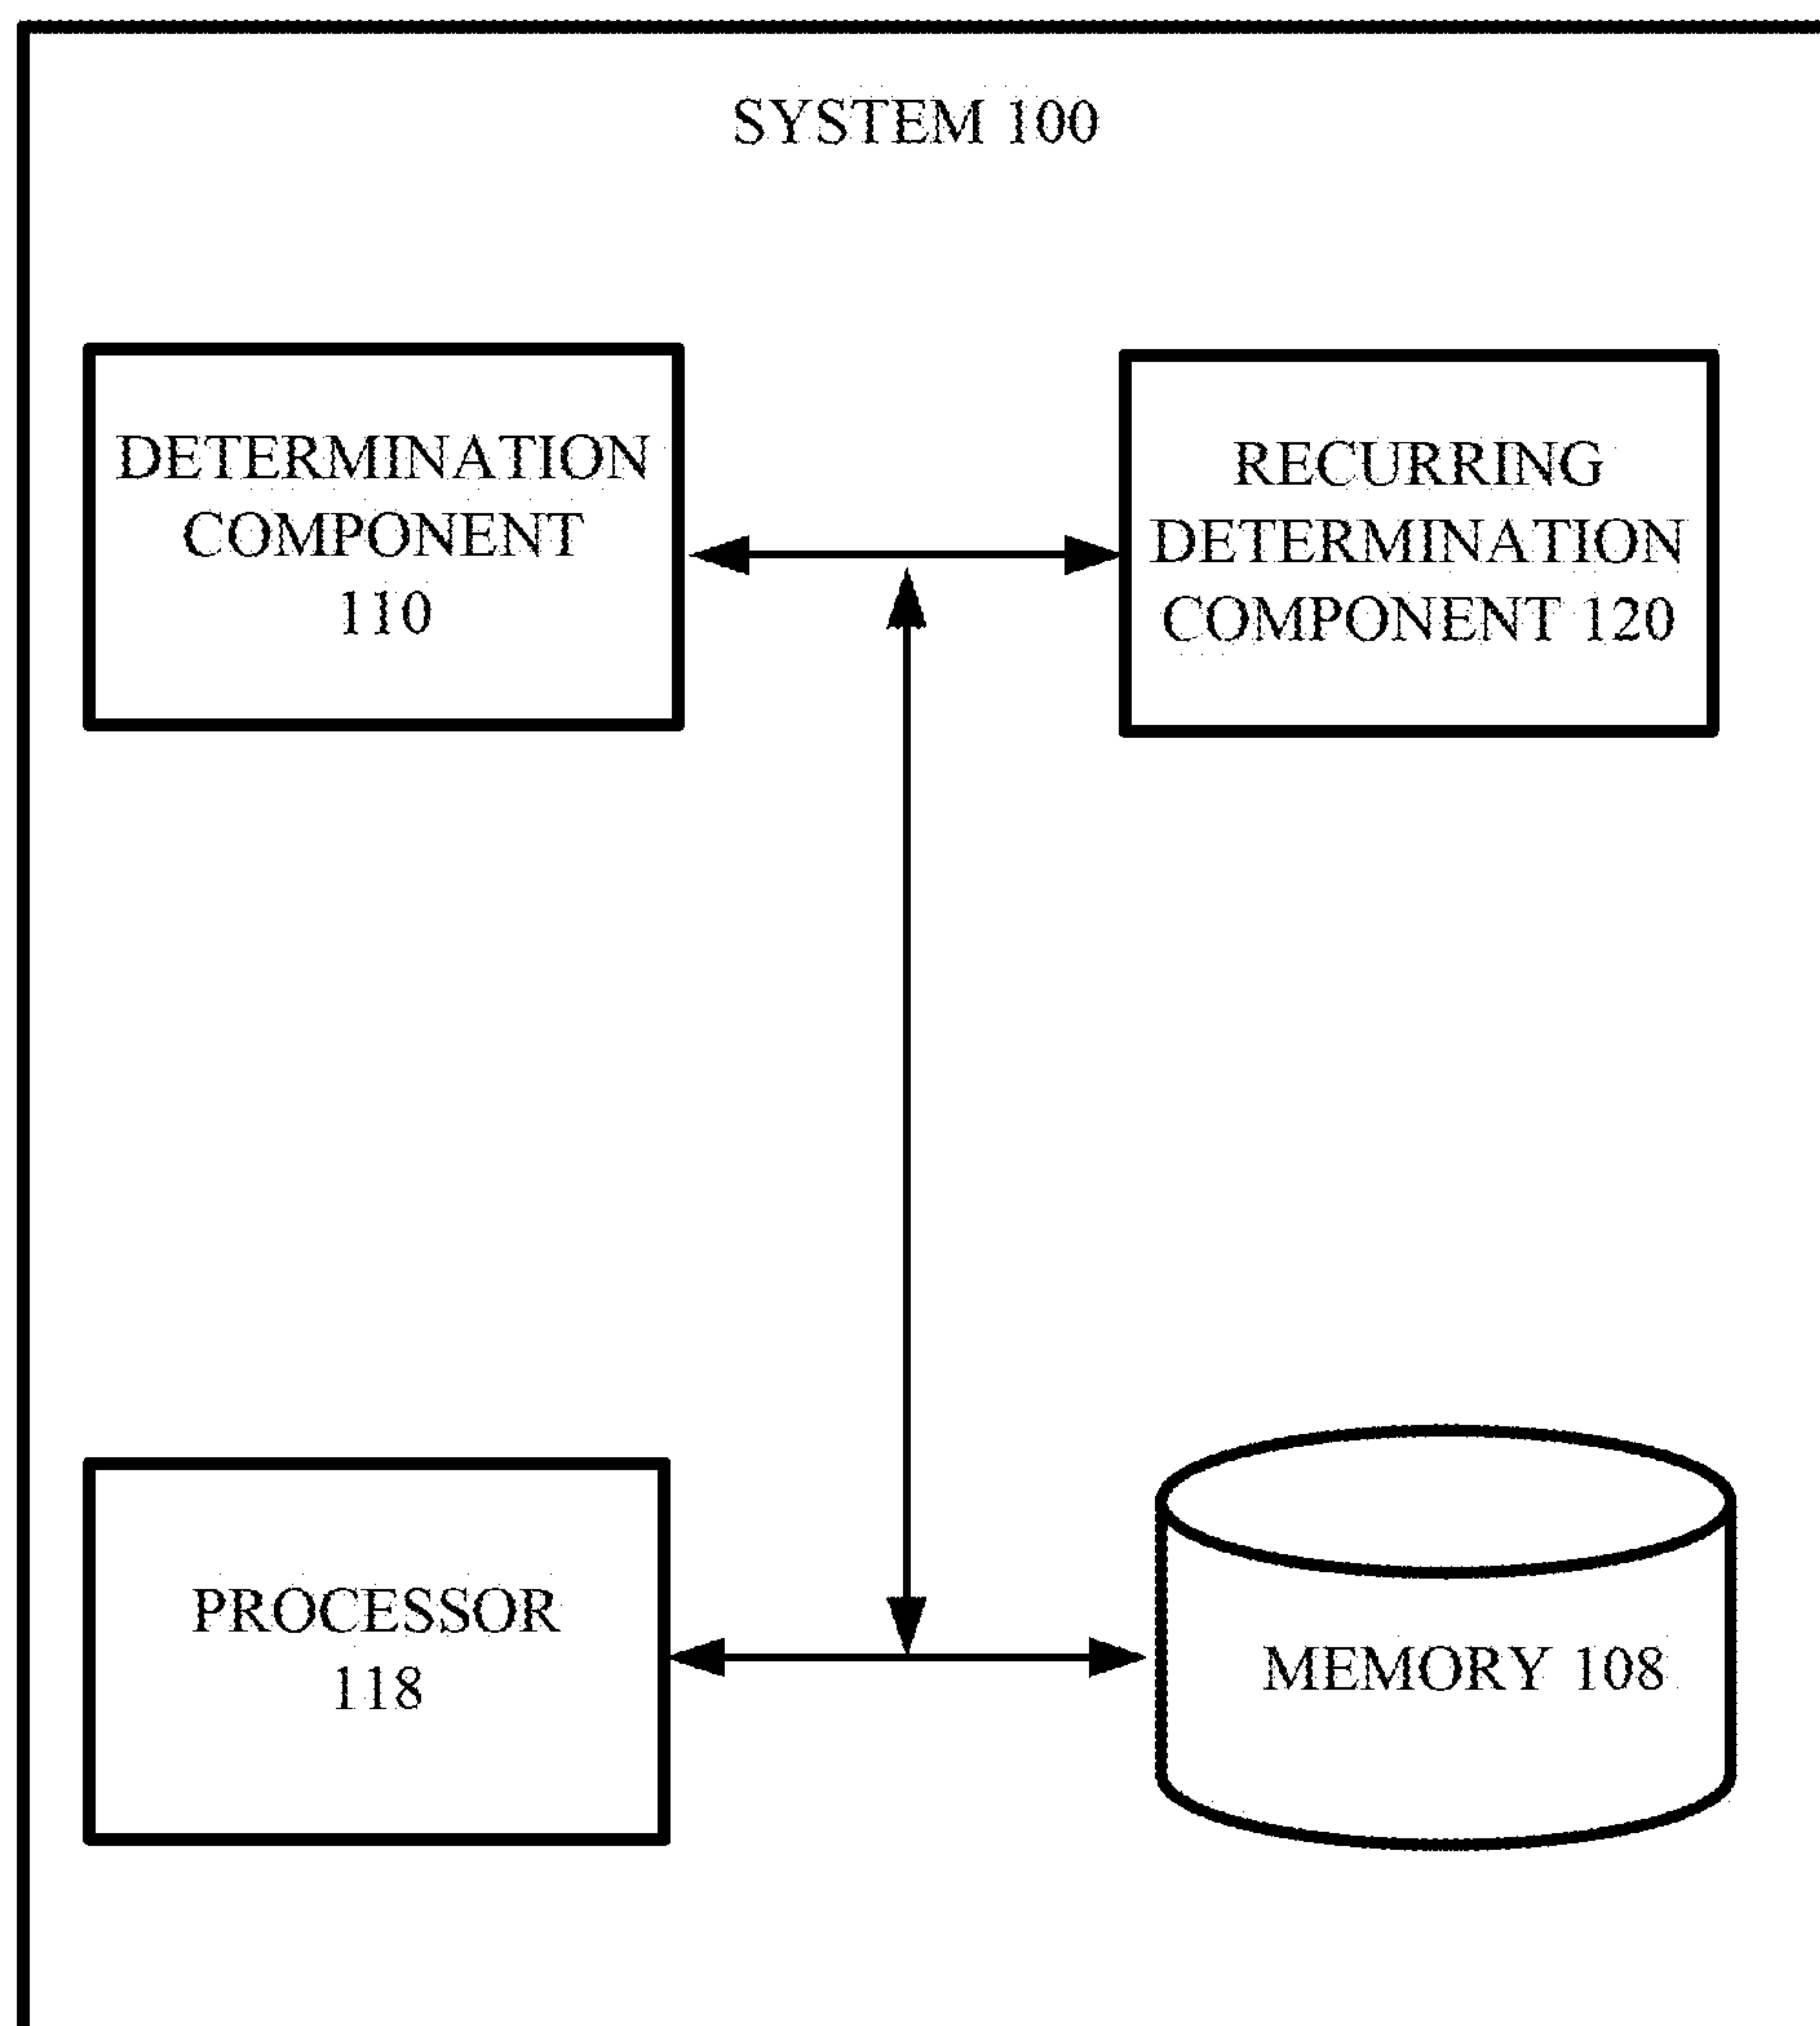 SYSTEM 100
DETERMINATION
COMPONENT
110
RECURRING
DETERMINATION
COMPONENT 120
PROCESSOR
118
MEMORY 108